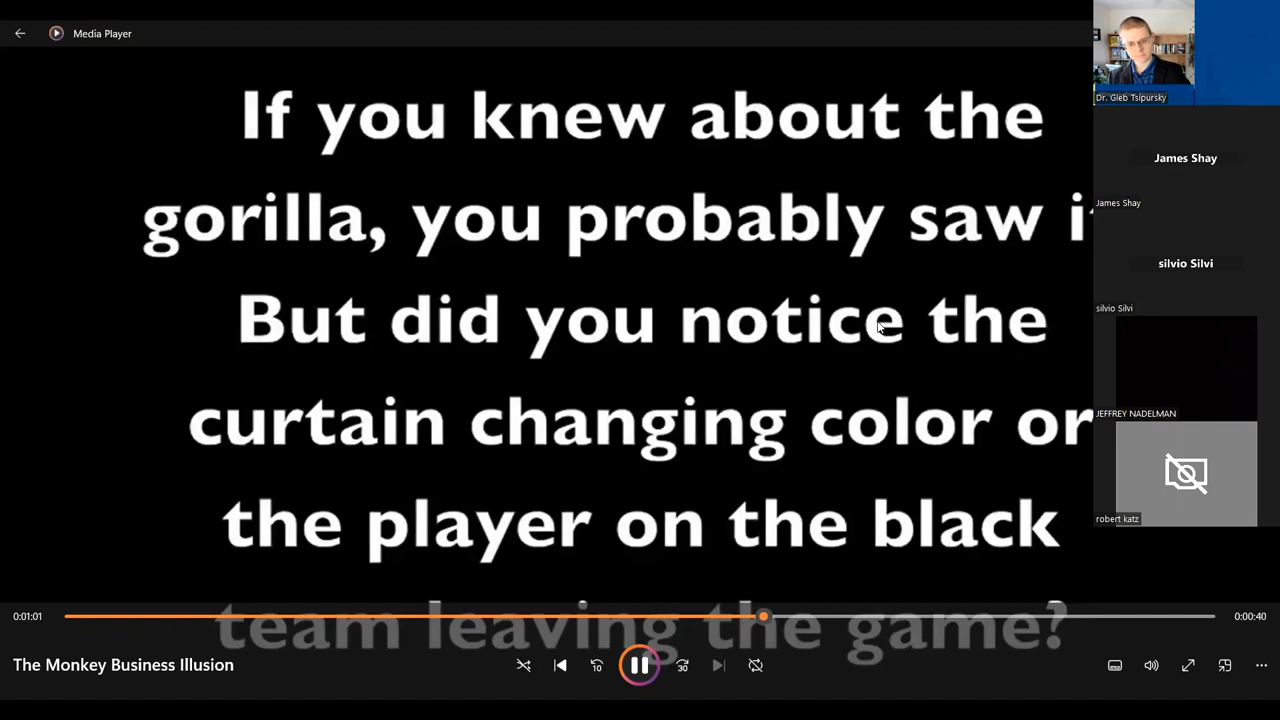 Media Player
If you knew about the
gorilla, you probably saw i
But did you notice the
curtain changing color or
the player on the black
team leaving the game?
0:01:01
0:00:40
The Monkey Business Illusion
10
30
Dr. Gleb Tsipursky
James Shay
James Shay
silvio Silvi
silvio Silvi
JEFFREY NADELMAN
robert katz